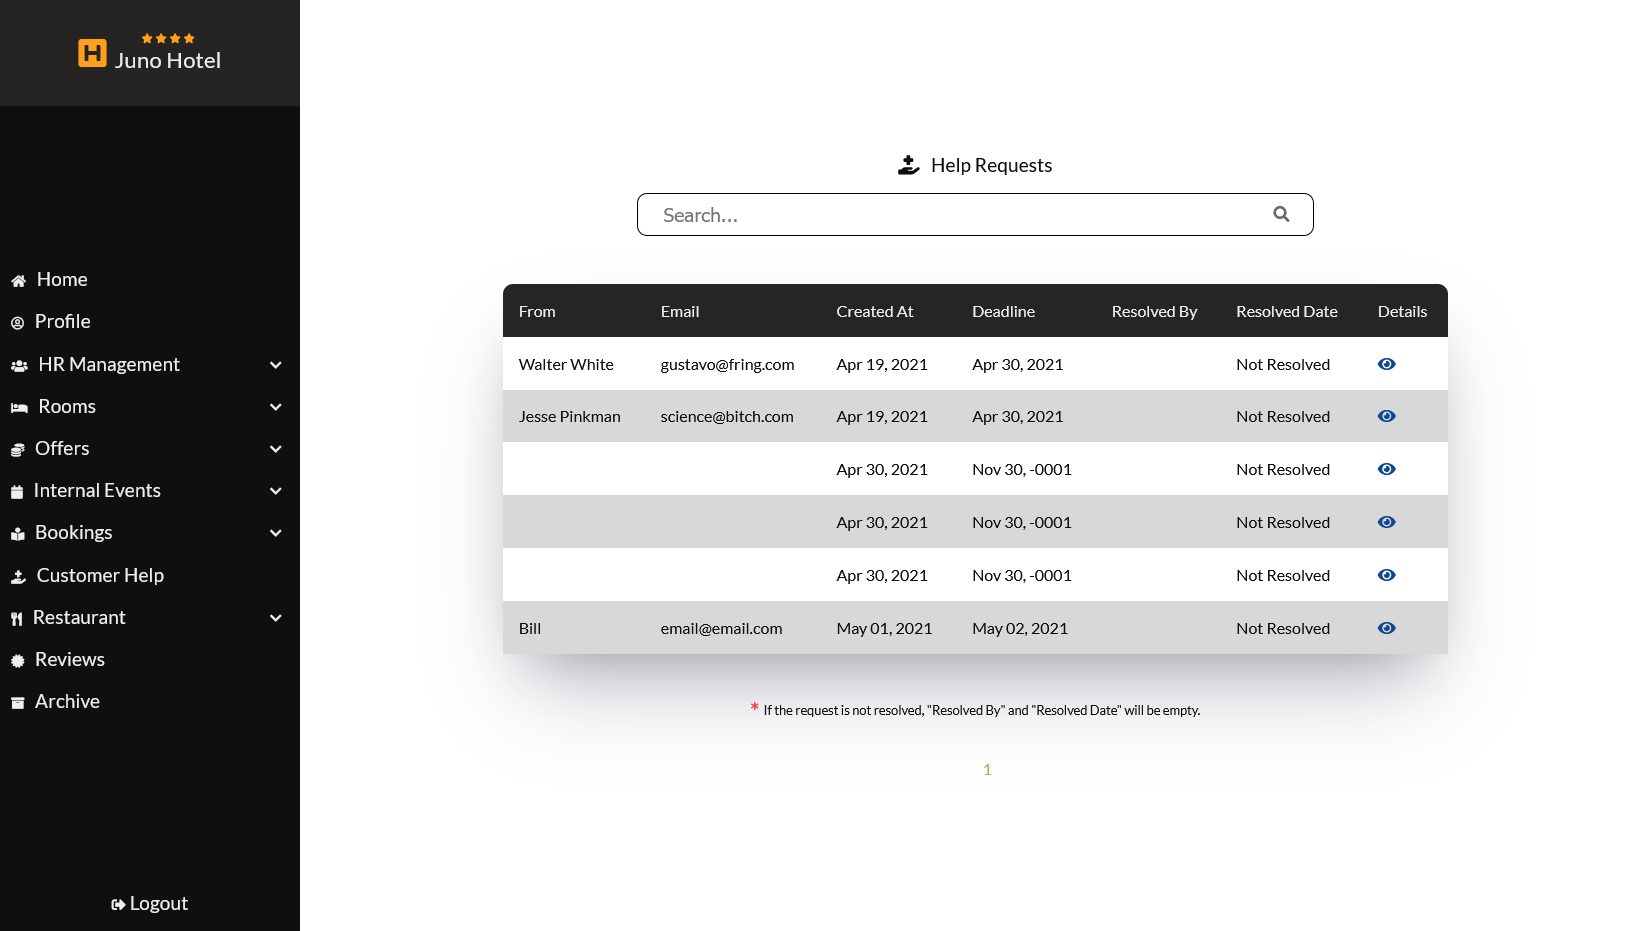 Juno Hotel
Home
Profile
HR Management
Rooms
Offers
Internal Events
Bookings
Customer Help
Restaurant
Reviews
Archive
Logout
Help Requests
Search...
From Email Created At Deadline Resolved By Resolved Date Details
Walter White gustavo@fring.com Apr 19, 2021 Apr 30, 2021 Not Resolved
Jesse Pinkman science@bitch.com Apr 19, 2021 Apr 30, 2021 Not Resolved
Apr 30, 2021 Nov 30, -0001 Not Resolved
Apr 30, 2021 Nov 30, -0001 Not Resolved
Apr 30, 2021 Nov 30, -0001 Not Resolved
Bill email@email.com May 01, 2021 May 02, 2021 Not Resolved
* If the request is not resolved, "Resolved By" and "Resolved Date" will be empty.
1